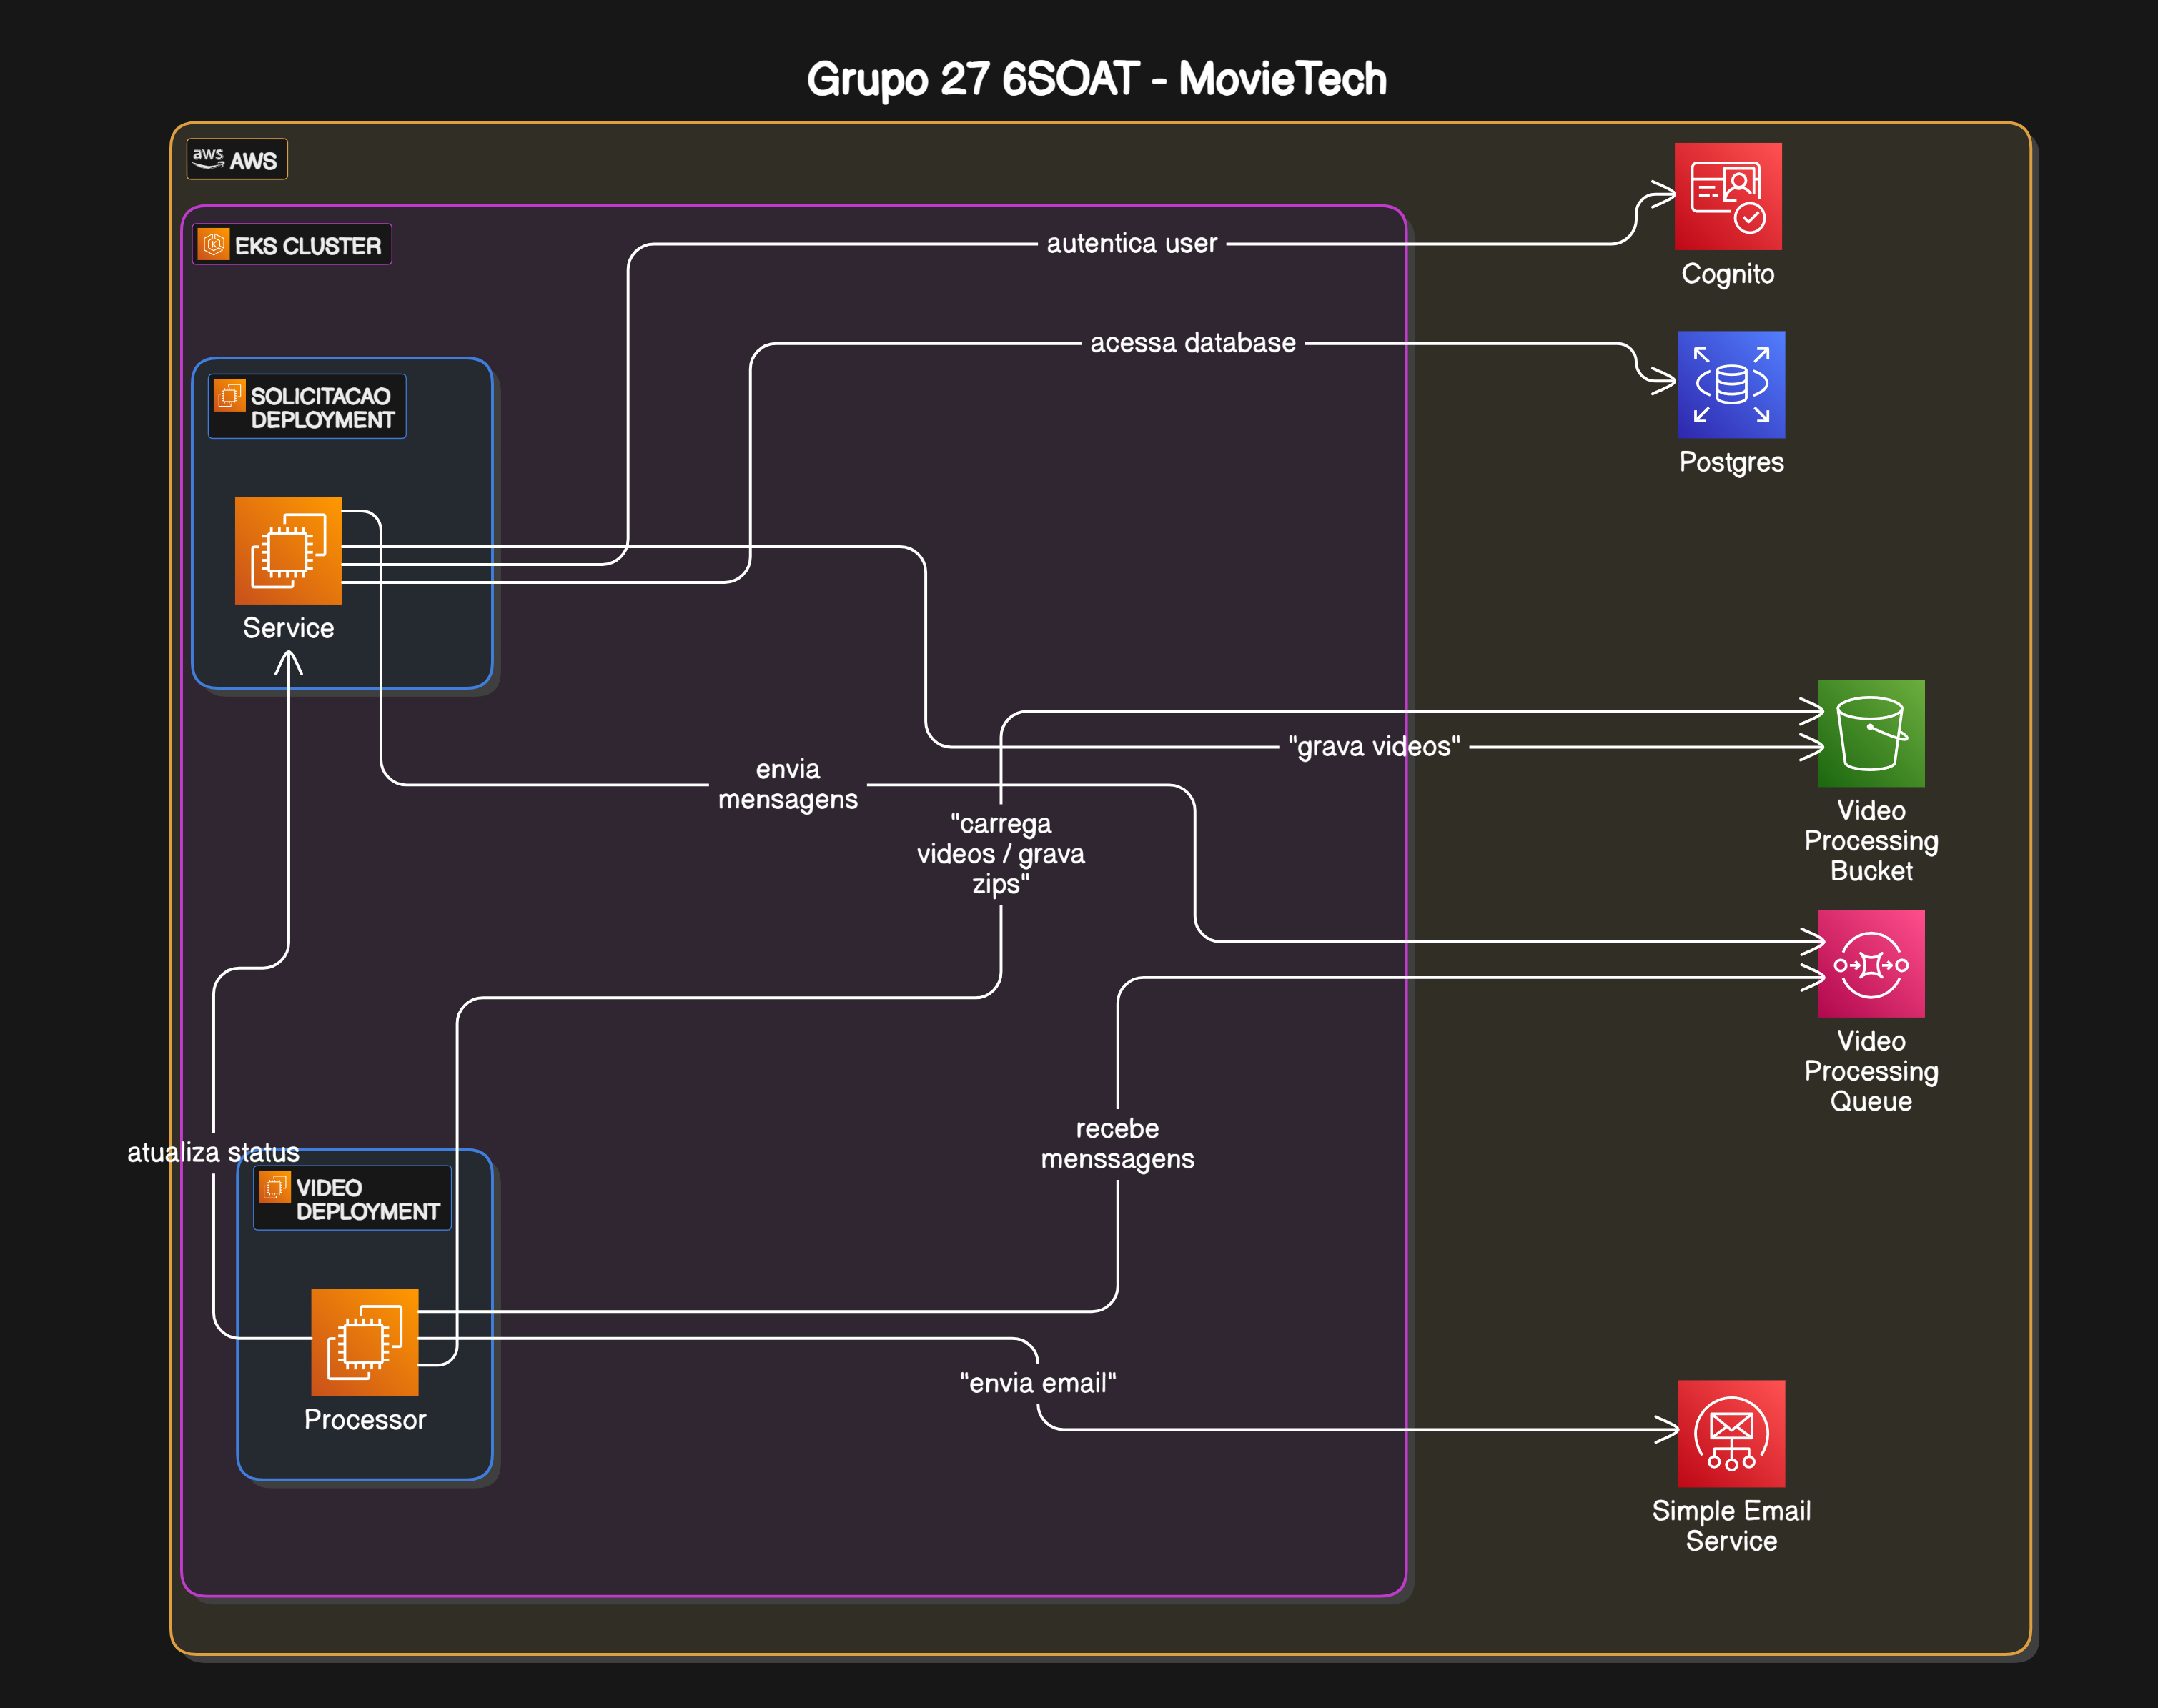 Grupo 27 6SOAT - MovieTech
aws AWS
EKS CLUSTER
autentica user
Cognito
acessa database
Postgres
SOLICITACAO
DEPLOYMENT
Service
"grava videos"
envia
mensagens
"carrega
videos / grava
zips"
Video
Processing
Bucket
Video
Processing
Queue
recebe
menssagens
atualiza status
VIDEO
DEPLOYMENT
Processor
"envia email"
Simple Email
Service